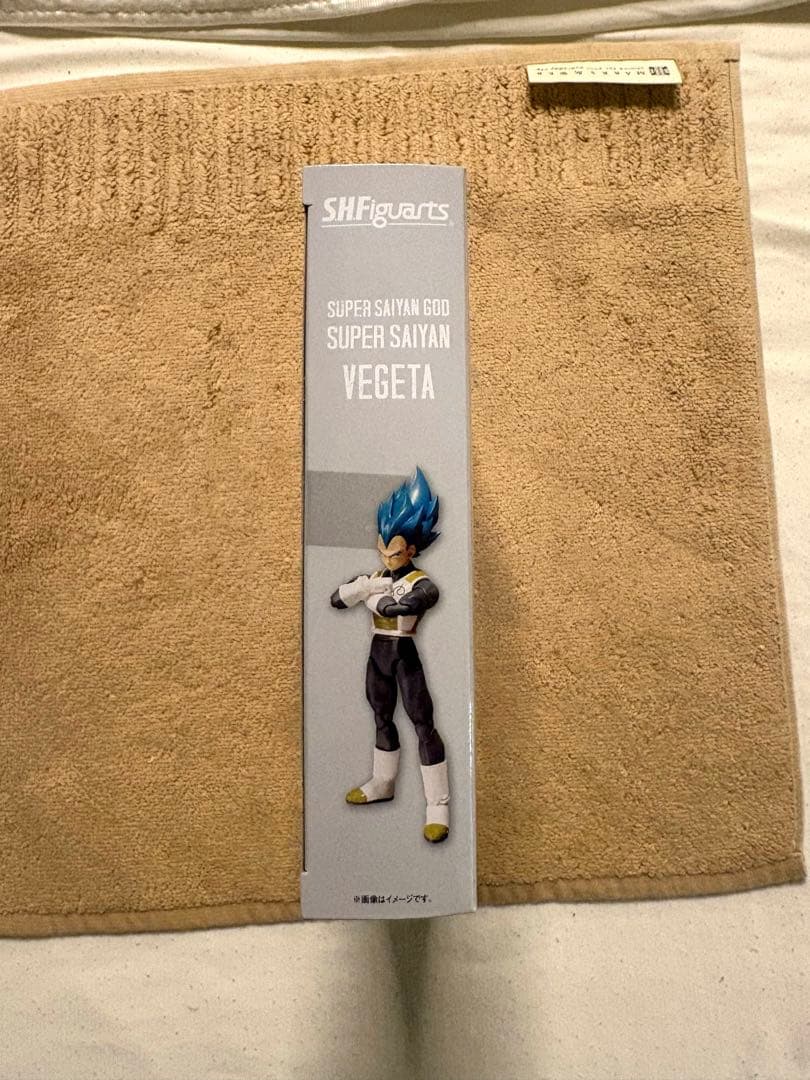 S.H.Figuarts
SUPER SAIYAN GOD
SUPER SAIYAN
VEGETA
※画像はイメージです。